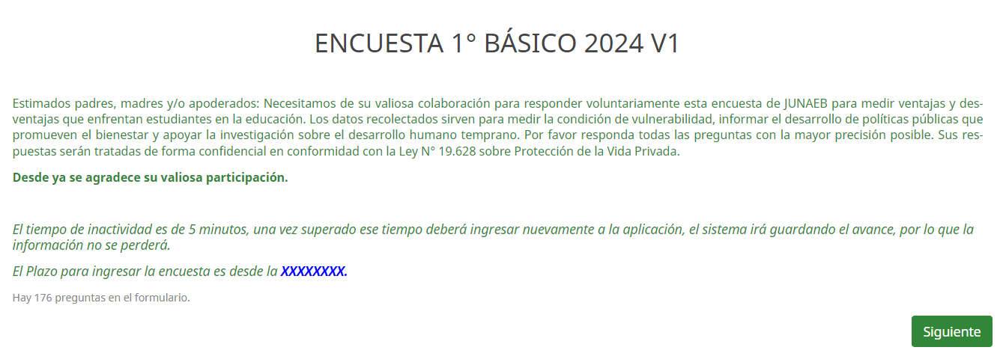 ENCUESTA 1° BÁSICO 2024 V1
Estimados padres, madres y/o apoderados: Necesitamos de su valiosa colaboración para responder voluntariamente esta encuesta de JUNAEB para medir ventajas y des-
ventajas que enfrentan estudiantes en la educación. Los datos recolectados sirven para medir la condición de vulnerabilidad, informar el desarrollo de políticas públicas que
promueven el bienestar y apoyar la investigación sobre el desarrollo humano temprano. Por favor responda todas las preguntas con la mayor precisión posible. Sus res-
puestas serán tratadas de forma confidencial en conformidad con la Ley N° 19.628 sobre Protección de la Vida Privada.
Desde ya se agradece su valiosa participación.
El tiempo de inactividad es de 5 minutos, una vez superado ese tiempo deberá ingresar nuevamente a la aplicación, el sistema irá guardando el avance, por lo que la
información no se perderá.
El Plazo para ingresar la encuesta es desde la XXXXXXXX.
Hay 176 preguntas en el formulario.
Siguiente